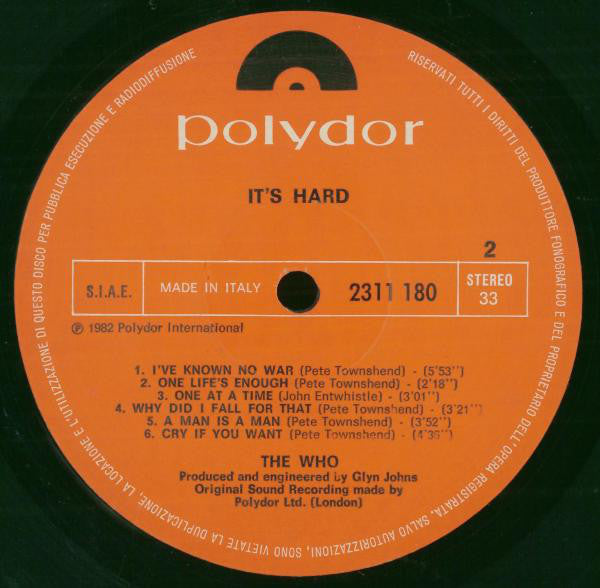 RISERVATI TUTTI I DIRITTI DEL PRODUTTORE FONOGRAFICO E DEL PROPRIETARIO DELL'OPERA REGISTRATA. SALVO AUTORIZZAZIONI, SONO VIETATE LA DUPLICAZIONE, LA LOCAZIONE E L'UTILIZZAZIONE DI QUESTO DISCO PER PUBBLICA ESECUZIONE E RADIODIFFUSIONE
polydor
IT'S HARD
2
S.I.A.E. MADE IN ITALY 2311 180 STEREO
33
℗ 1982 Polydor International
1. I'VE KNOWN NO WAR (Pete Townshend) - (5'53")
2. ONE LIFE'S ENOUGH (Pete Townshend) - (2'18")
3. ONE AT A TIME (John Entwhistle) - (3'01")
4. WHY DID I FALL FOR THAT (Pete Townshend) - (3'21")
5. A MAN IS A MAN (Pete Townshend) - (3'52")
6. CRY IF YOU WANT (Pete Townshend) - (4'36")
THE WHO
Produced and engineered by Glyn Johns
Original Sound Recording made by
Polydor Ltd. (London)